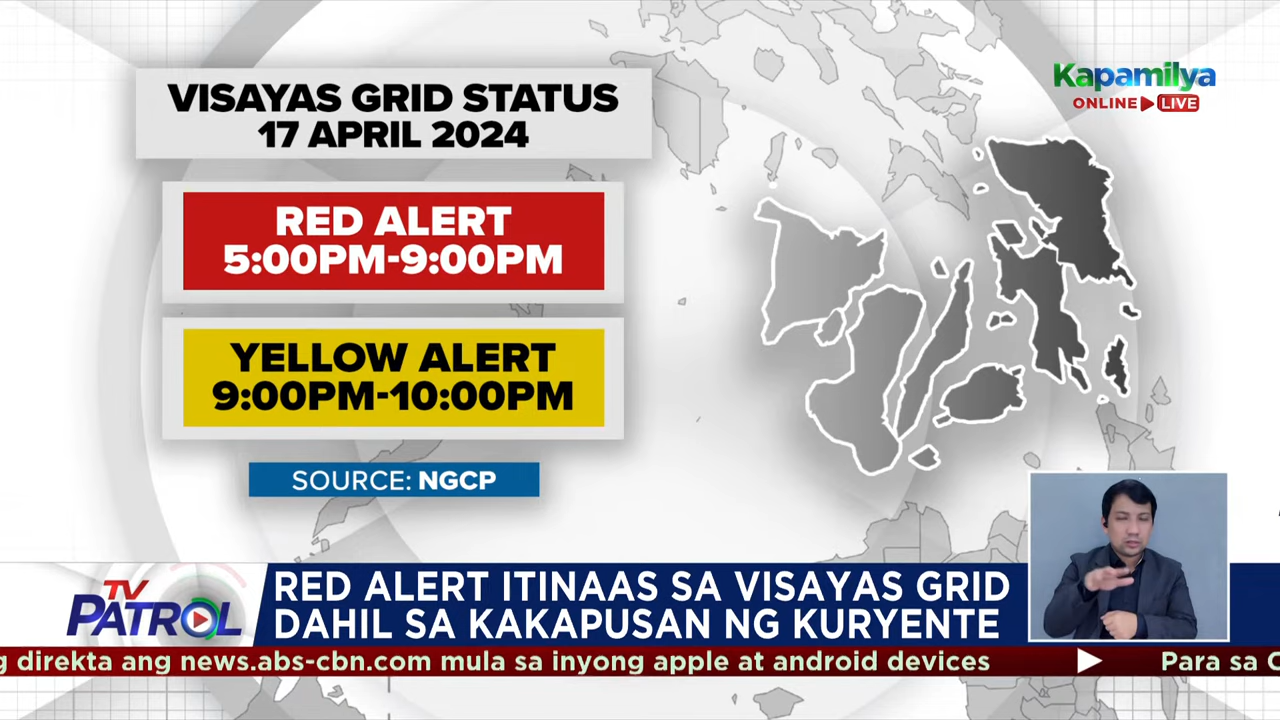 VISAYAS GRID STATUS
17 APRIL 2024
Kapamilya
ONLINE LIVE
RED ALERT
5:00PM-9:00PM
YELLOW ALERT
9:00PM-10:00PM
SOURCE: NGCP
TV
PATROL
RED ALERT ITINAAS SA VISAYAS GRID
DAHIL SA KAKAPUSAN NG KURYENTE
direkta ang news.abs-cbn.com mula sa inyong apple at android devices
Para sa